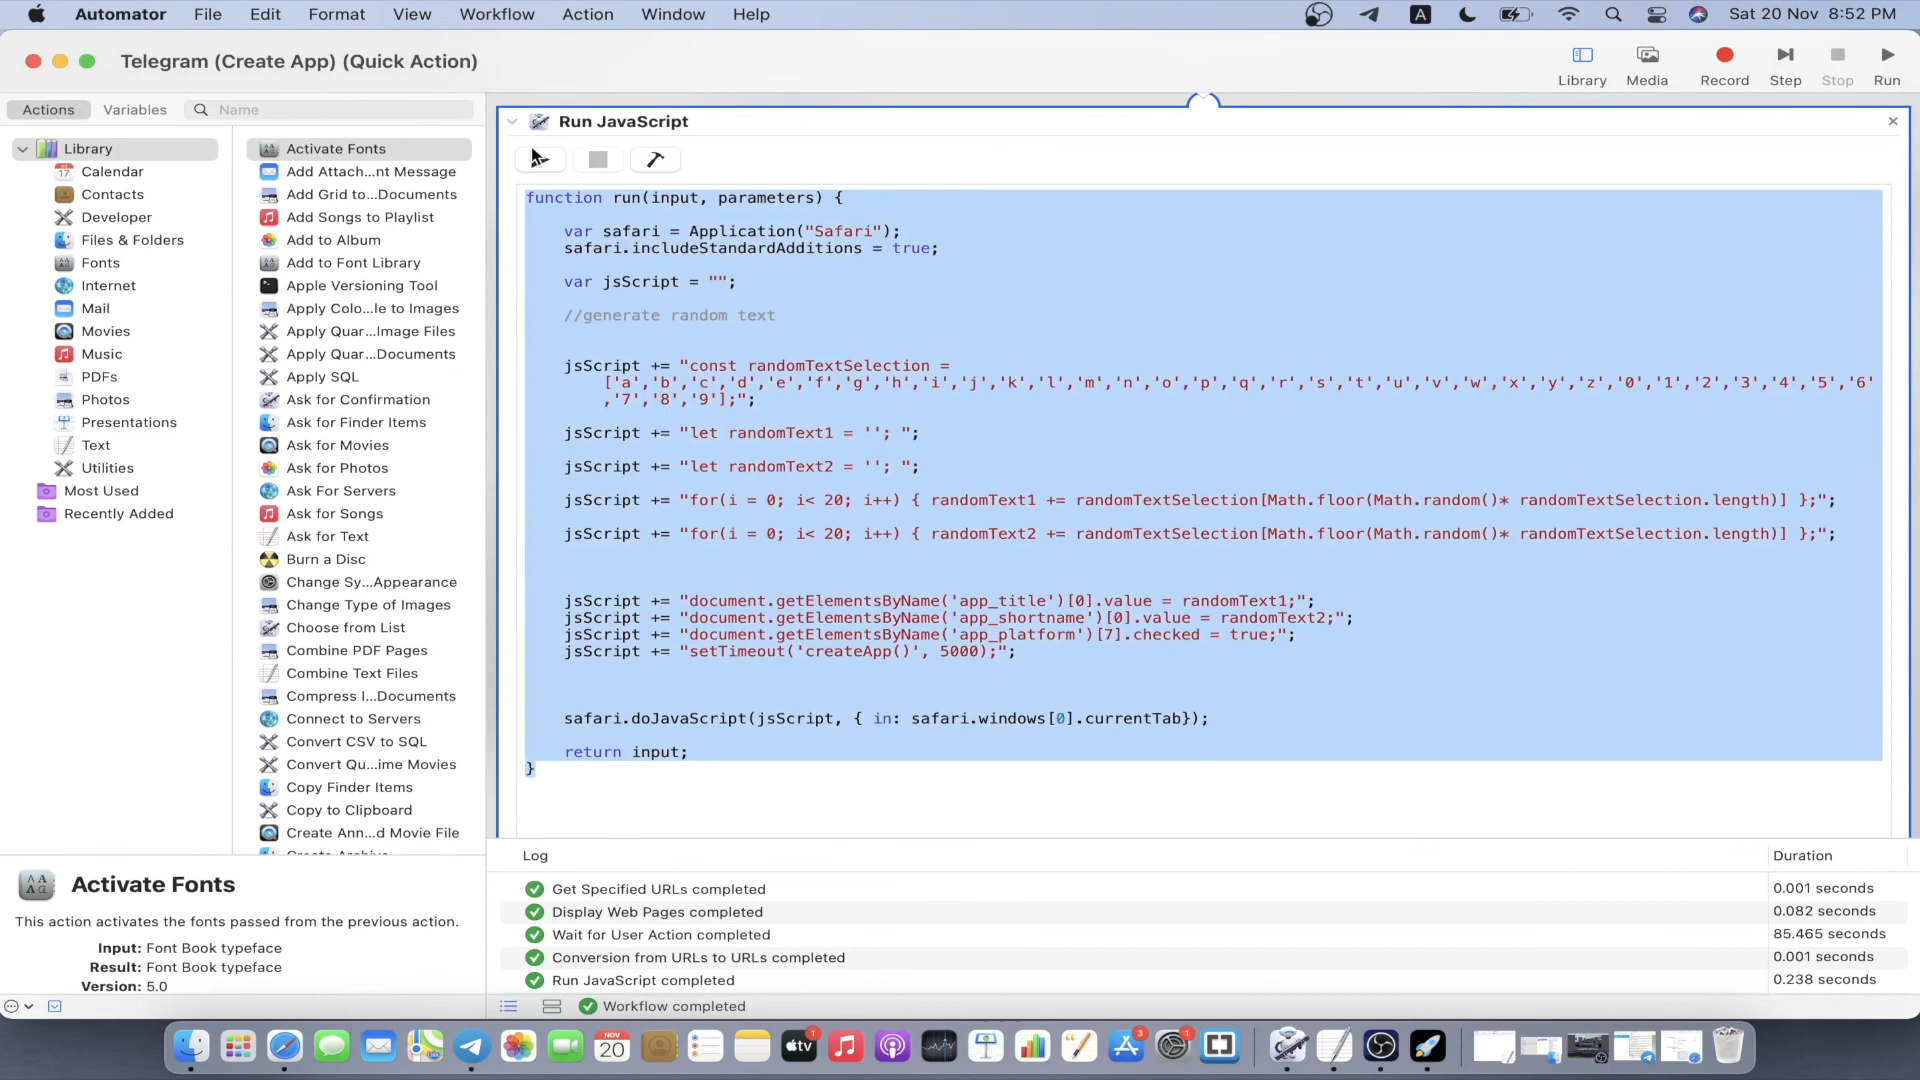 Automator File Edit Format View Workflow Action Window Help
A
Sat 20 Nov 8:52 PM
Telegram (Create App) (Quick Action)
Library Media Record Step Stop Run
Actions Variables Name
Library
17 Calendar
Contacts
Developer
Files & Folders
Fonts
Internet
Mail
Movies
Music
PDFs
Photos
Presentations
Text
Utilities
Most Used
Recently Added
Activate Fonts
Add Attach...nt Message
Add Grid to...Documents
Add Songs to Playlist
Add to Album
Add to Font Library
Apple Versioning Tool
Apply Colo...le to Images
Apply Quar...Image Files
Apply Quar...Documents
Apply SQL
Ask for Confirmation
Ask for Finder Items
Ask for Movies
Ask for Photos
Ask For Servers
Ask for Songs
Ask for Text
Burn a Disc
Change Sy...Appearance
Change Type of Images
Choose from List
Combine PDF Pages
Combine Text Files
Compress I...Documents
Connect to Servers
Convert CSV to SQL
Convert Qu...ime Movies
Copy Finder Items
Copy to Clipboard
Create Ann...d Movie File
Create Archive
Activate Fonts
This action activates the fonts passed from the previous action.
Input: Font Book typeface
Result: Font Book typeface
Version: 5.0
Run JavaScript
function run(input, parameters) {
var safari = Application("Safari");
safari.includeStandardAdditions = true;
var jsScript = "";
//generate random text
jsScript += "const randomTextSelection =
['a','b','c','d','e','f','g','h','i','j','k','l','m','n','o','p','q','r','s','t','u','v','w','x','y','z','0','1','2','3','4','5','6'
,'7','8','9'];";
jsScript += "let randomText1 = ''; ";
jsScript += "let randomText2 = ''; ";
jsScript += "for(i = 0; i< 20; i++) { randomText1 += randomTextSelection[Math.floor(Math.random()* randomTextSelection.length)] };";
jsScript += "for(i = 0; i< 20; i++) { randomText2 += randomTextSelection[Math.floor(Math.random()* randomTextSelection.length)] };";
jsScript += "document.getElementsByName('app_title')[0].value = randomText1;";
jsScript += "document.getElementsByName('app_shortname')[0].value = randomText2;";
jsScript += "document.getElementsByName('app_platform')[7].checked = true;";
jsScript += "setTimeout('createApp()', 5000);";
safari.doJavaScript(jsScript, { in: safari.windows[0].currentTab});
return input;
}
Log Duration
Get Specified URLs completed 0.001 seconds
Display Web Pages completed 0.082 seconds
Wait for User Action completed 85.465 seconds
Conversion from URLs to URLs completed 0.001 seconds
Run JavaScript completed 0.238 seconds
Workflow completed
NOV
20
tv
1
3
1